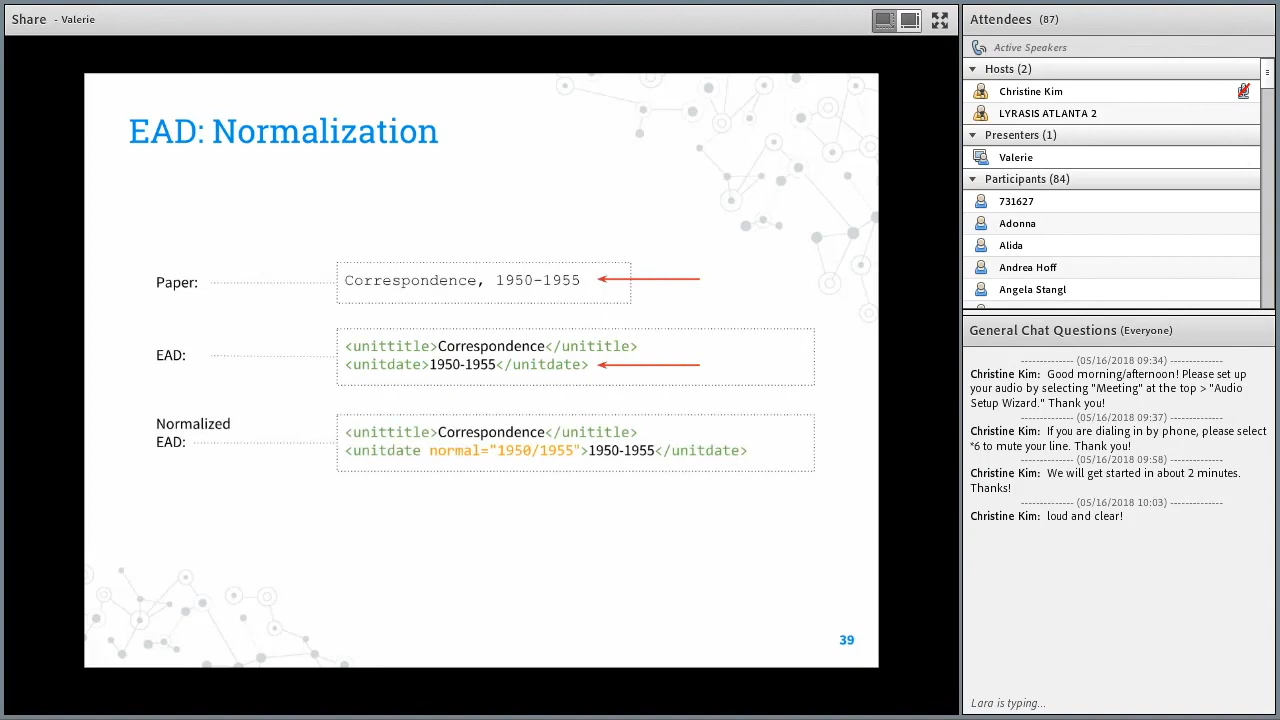 Share - Valerie
EAD: Normalization
Paper:
Correspondence, 1950-1955
EAD:
<unittitle>Correspondence</unititle>
<unitdate>1950-1955</unitdate>
Normalized
EAD:
<unittitle>Correspondence</unititle>
<unitdate normal="1950/1955">1950-1955</unitdate>
39
Attendees (87)
Active Speakers
Hosts (2)
Christine Kim
LYRASIS ATLANTA 2
Presenters (1)
Valerie
Participants (84)
731627
Adonna
Alida
Andrea Hoff
Angela Stangl
General Chat Questions (Everyone)
------------- (05/16/2018 09:34) -------------
Christine Kim: Good morning/afternoon! Please set up
your audio by selecting "Meeting" at the top > "Audio
Setup Wizard." Thank you!
------------- (05/16/2018 09:37) -------------
Christine Kim: If you are dialing in by phone, please select
*6 to mute your line. Thank you!
------------- (05/16/2018 09:58) -------------
Christine Kim: We will get started in about 2 minutes.
Thanks!
------------- (05/16/2018 10:03) -------------
Christine Kim: loud and clear!
Lara is typing...